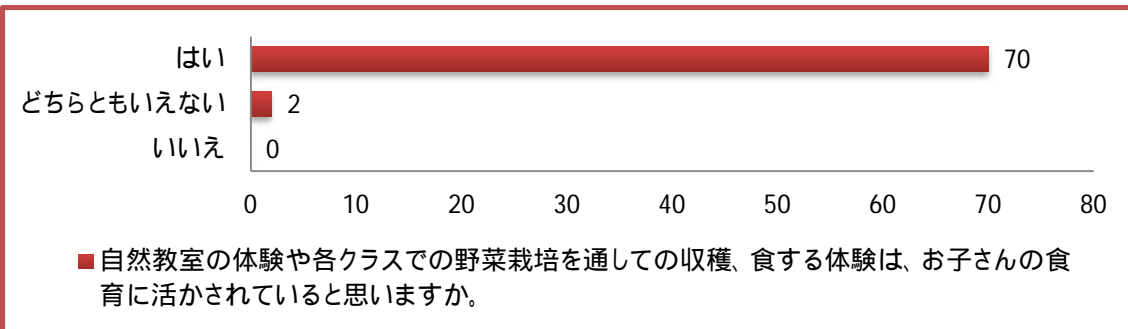 はい 70
どちらともいえない 2
いいえ 0
0 10 20 30 40 50 60 70 80
自然教室の体験や各クラスでの野菜栽培を通しての収穫、食する体験は、お子さんの食
育に活かされていると思いますか。